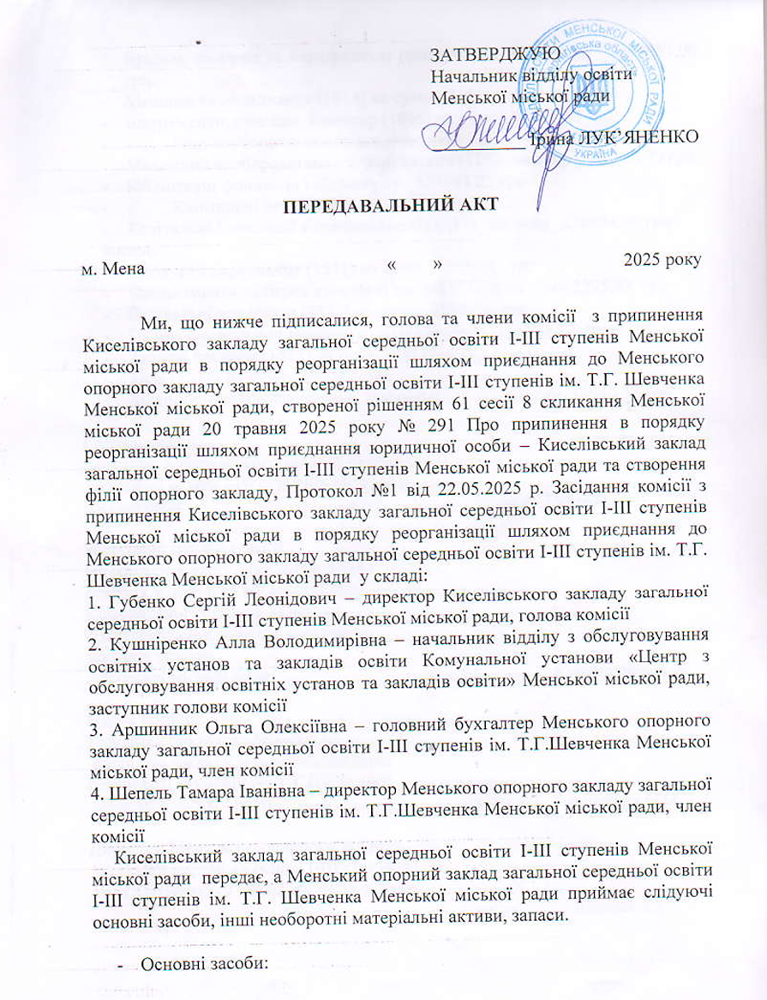 ЗАТВЕРДЖУЮ
Начальник відділу освіти
Менської міської ради
Ірина ЛУК’ЯНЕНКО
УКРАЇНА
ПЕРЕДАВАЛЬНИЙ АКТ
м. Мена « » 2025 року
Ми, що нижче підписалися, голова та члени комісії з припинення
Киселівського закладу загальної середньої освіти І-ІІІ ступенів Менської
міської ради в порядку реорганізації шляхом приєднання до Менського
опорного закладу загальної середньої освіти І-ІІІ ступенів ім. Т.Г. Шевченка
Менської міської ради, створеної рішенням 61 сесії 8 скликання Менської
міської ради 20 травня 2025 року № 291 Про припинення в порядку
реорганізації шляхом приєднання юридичної особи – Киселівський заклад
загальної середньої освіти І-ІІІ ступенів Менської міської ради та створення
філії опорного закладу, Протокол №1 від 22.05.2025 р. Засідання комісії з
припинення Киселівського закладу загальної середньої освіти І-ІІІ ступенів
Менської міської ради в порядку реорганізації шляхом приєднання до
Менського опорного закладу загальної середньої освіти І-ІІІ ступенів ім. Т.Г.
Шевченка Менської міської ради у складі:
1. Губенко Сергій Леонідович – директор Киселівського закладу загальної
середньої освіти І-ІІІ ступенів Менської міської ради, голова комісії
2. Кушніренко Алла Володимирівна – начальник відділу з обслуговування
освітніх установ та закладів освіти Комунальної установи «Центр з
обслуговування освітніх установ та закладів освіти» Менської міської ради,
заступник голови комісії
3. Аршинник Ольга Олексіївна – головний бухгалтер Менського опорного
закладу загальної середньої освіти І-ІІІ ступенів ім. Т.Г.Шевченка Менської
міської ради, член комісії
4. Шепель Тамара Іванівна – директор Менського опорного закладу загальної
середньої освіти І-ІІІ ступенів ім. Т.Г.Шевченка Менської міської ради, член
комісії
Киселівський заклад загальної середньої освіти І-ІІІ ступенів Менської
міської ради передає, а Менський опорний заклад загальної середньої освіти
І-ІІІ ступенів ім. Т.Г. Шевченка Менської міської ради приймає слідуючі
основні засоби, інші необоротні матеріальні активи, запаси.
- Основні засоби: